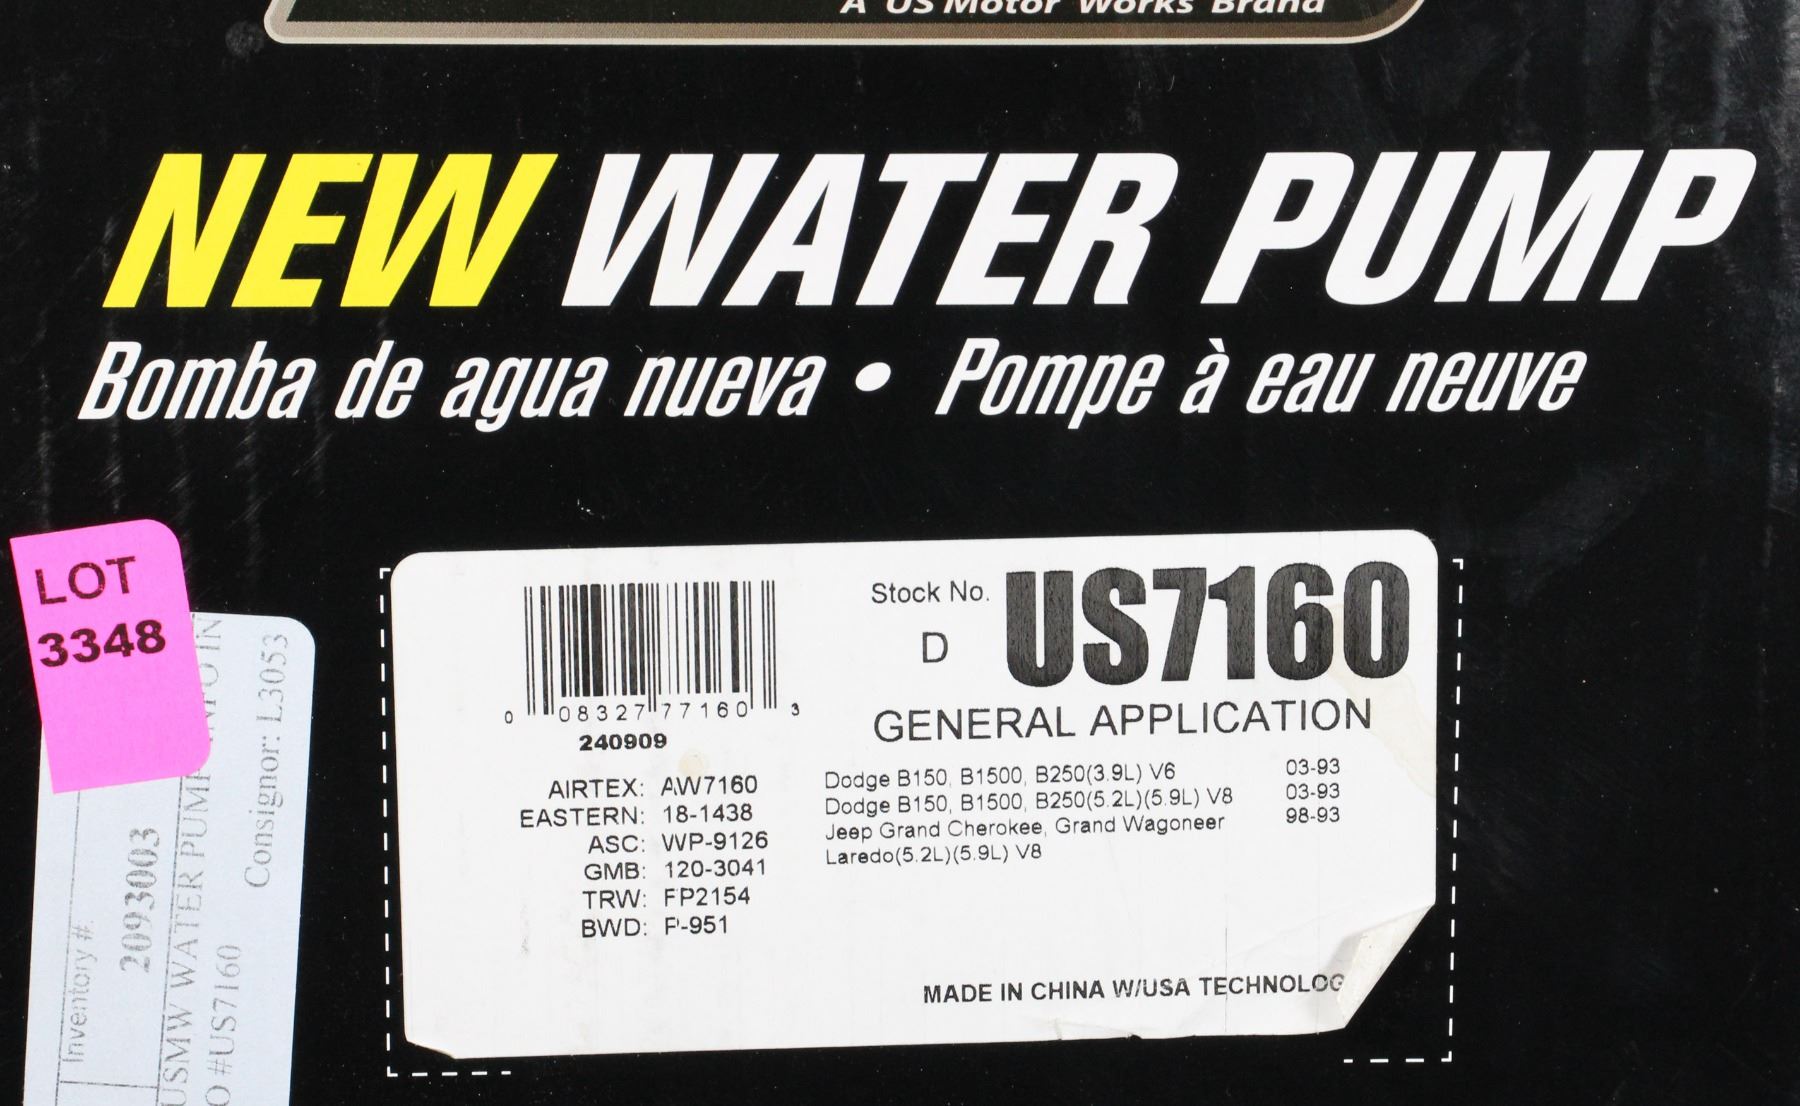 A US Motor Works Brand
NEW WATER PUMP
Bomba de agua nueva • Pompe à eau neuve
LOT
3348
Inventory #:
2093003
USMW WATER PUMP INFO IN
O #US7160
Consignor: L3053
0 08327 77160 3
240909
Stock No. US7160
D
GENERAL APPLICATION
AIRTEX: AW7160
EASTERN: 18-1438
ASC: WP-9126
GMB: 120-3041
TRW: FP2154
BWD: P-951
Dodge B150, B1500, B250(3.9L) V6 03-93
Dodge B150, B1500, B250(5.2L)(5.9L) V8 03-93
Jeep Grand Cherokee, Grand Wagoneer 98-93
Laredo(5.2L)(5.9L) V8
MADE IN CHINA W/USA TECHNOLOG